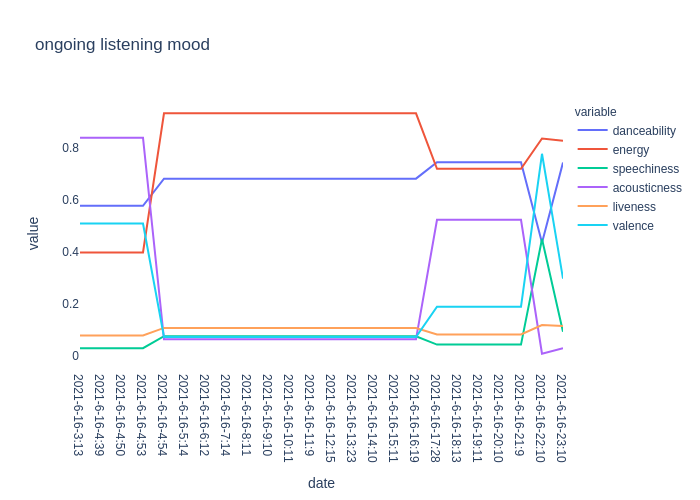 ongoing listening mood
variable
danceability
energy
speechiness
acousticness
liveness
valence
value
0.8
0.6
0.4
0.2
0
2021-6-16-3:13
2021-6-16-4:39
2021-6-16-4:50
2021-6-16-4:53
2021-6-16-4:54
2021-6-16-5:14
2021-6-16-6:12
2021-6-16-7:14
2021-6-16-8:11
2021-6-16-9:10
2021-6-16-10:11
2021-6-16-11:9
2021-6-16-12:15
2021-6-16-13:23
2021-6-16-14:10
2021-6-16-15:11
2021-6-16-16:19
2021-6-16-17:28
2021-6-16-18:13
2021-6-16-19:11
2021-6-16-20:10
2021-6-16-21:9
2021-6-16-22:10
2021-6-16-23:10
date